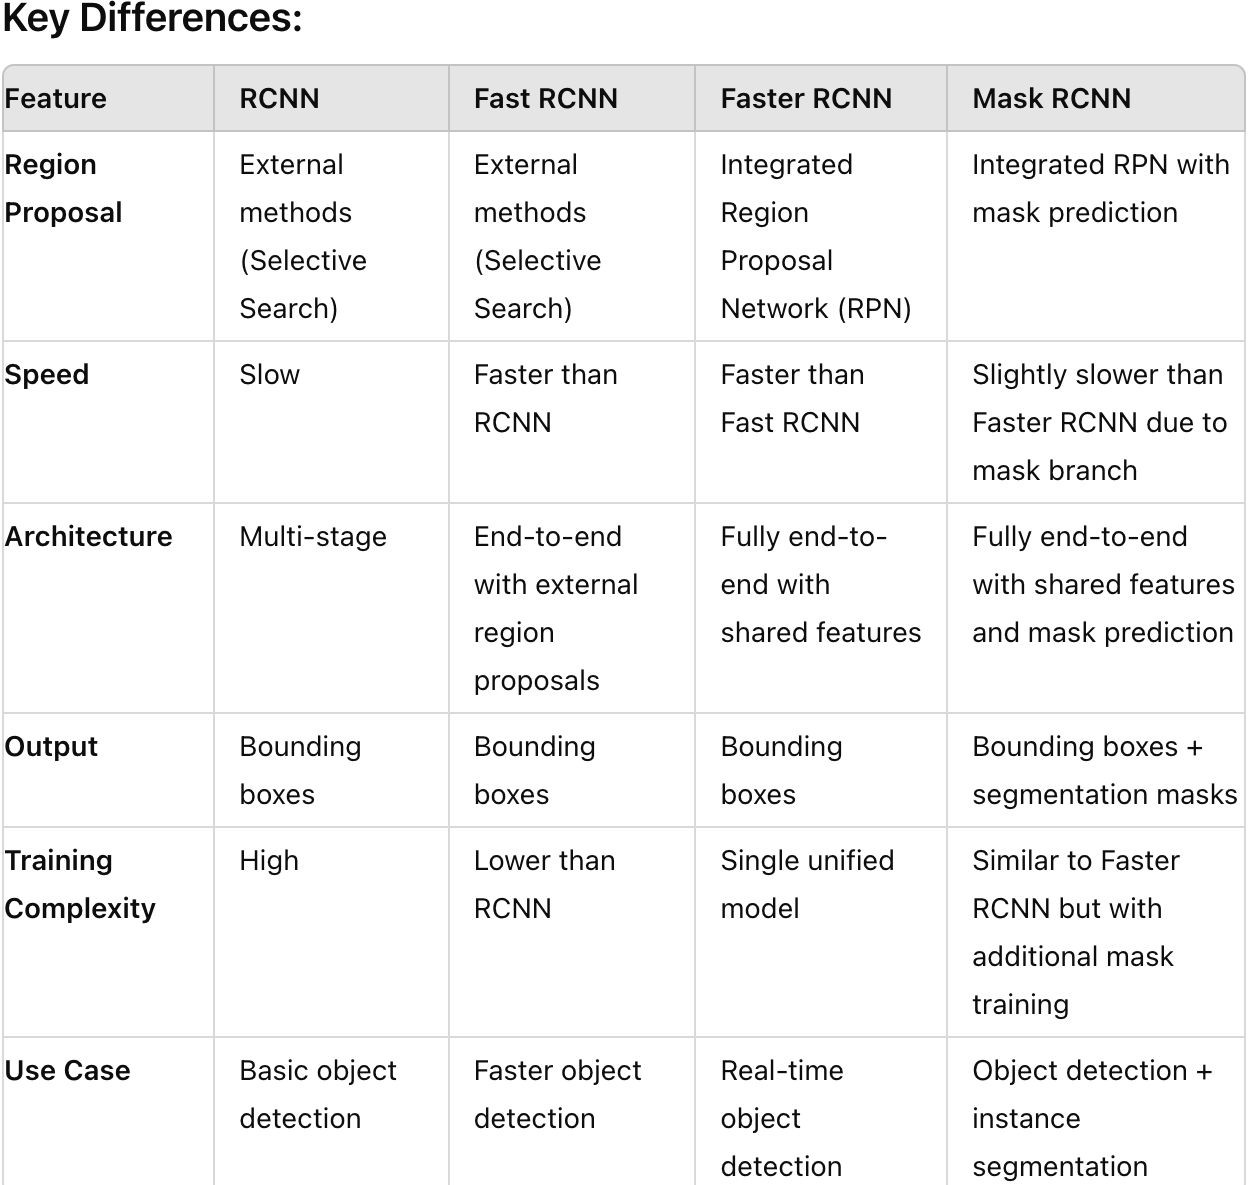 Key Differences:
Feature RCNN Fast RCNN Faster RCNN Mask RCNN
Region External External Integrated Integrated RPN with
Proposal methods methods Region mask prediction
(Selective (Selective Proposal
Search) Search) Network (RPN)
Speed Slow Faster than Faster than Slightly slower than
RCNN Fast RCNN Faster RCNN due to
mask branch
Architecture Multi-stage End-to-end Fully end-to- Fully end-to-end
with external end with with shared features
region shared features and mask prediction
proposals
Output Bounding Bounding Bounding Bounding boxes +
boxes boxes boxes segmentation masks
Training High Lower than Single unified Similar to Faster
Complexity RCNN model RCNN but with
additional mask
training
Use Case Basic object Faster object Real-time Object detection +
detection detection object instance
detection segmentation